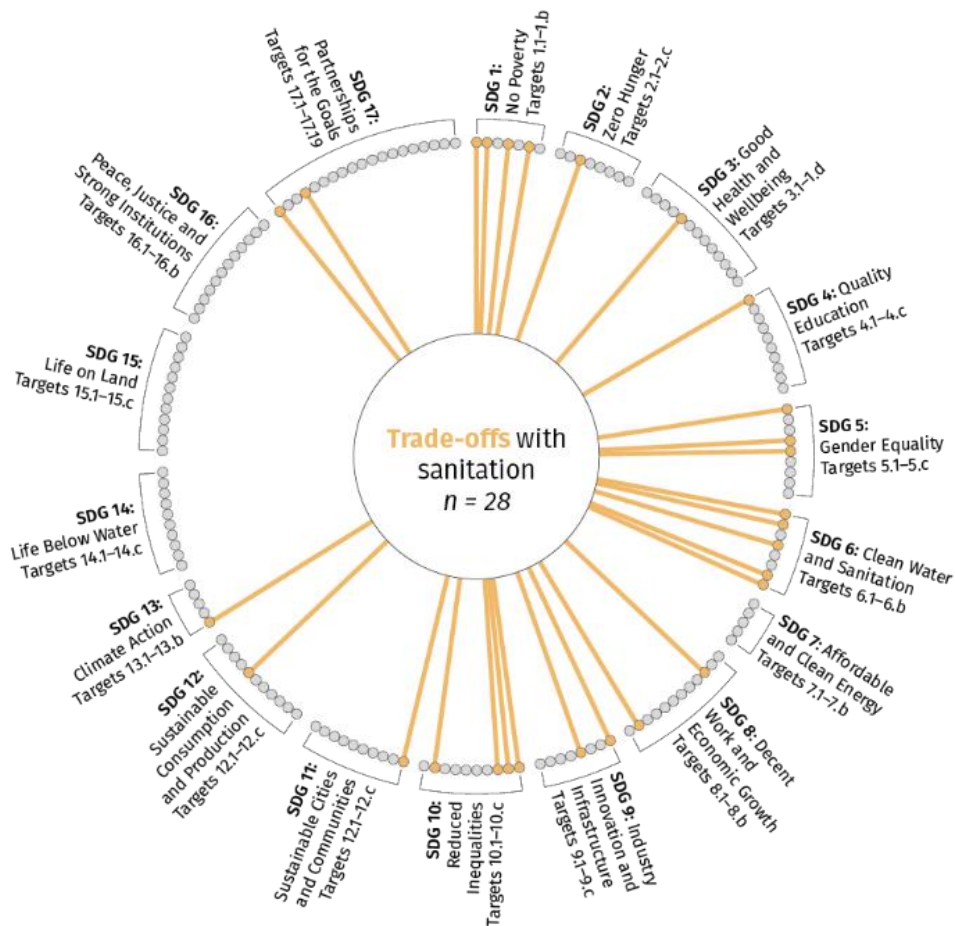 SDG 1:
No Poverty
Targets 1.1–1.b
SDG 2:
Zero Hunger
Targets 2.1–2.c
SDG 3: Good
Health and
Wellbeing
Targets 3.1–1.d
SDG 4: Quality
Education
Targets 4.1–4.c
SDG 5:
Gender Equality
Targets 5.1–5.c
SDG 6: Clean Water
and Sanitation
Targets 6.1–6.b
SDG 7: Affordable
and Clean Energy
Targets 7.1–7.b
SDG 8: Decent
Work and
Economic Growth
Targets 8.1–8.b
SDG 9: Industry
Innovation and
Infrastructure
Targets 9.1–9.c
SDG 10:
Reduced
Inequalities
Targets 10.1–10.c
SDG 11:
Sustainable Cities
and Communities
Targets 12.1–12.c
SDG 12:
Sustainable
Consumption
and Production
Targets 12.1–12.c
SDG 13:
Climate Action
Targets 13.1–13.b
SDG 14:
Life Below Water
Targets 14.1–14.c
SDG 15:
Life on Land
Targets 15.1–15.c
SDG 16:
Peace, Justice and
Strong Institutions
Targets 16.1–16.b
SDG 17:
Partnerships
for the Goals
Targets 17.1–17.19
Trade-offs with
sanitation
n = 28